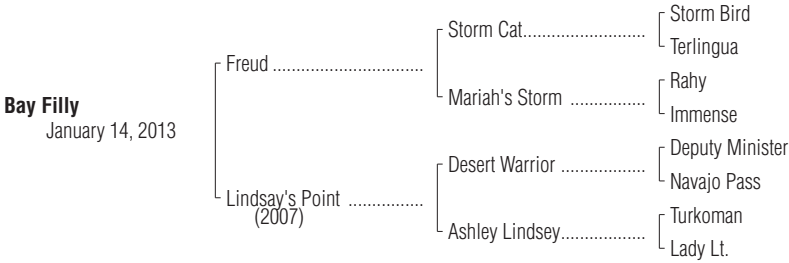 Storm Bird
Storm Cat.........................
Terlingua
Freud ...............................
Rahy
Mariah's Storm ................
Immense
Bay Filly
January 14, 2013
Deputy Minister
Desert Warrior ..................
Navajo Pass
Lindsay's Point ................
(2007)
Turkoman
Ashley Lindsey..................
Lady Lt.